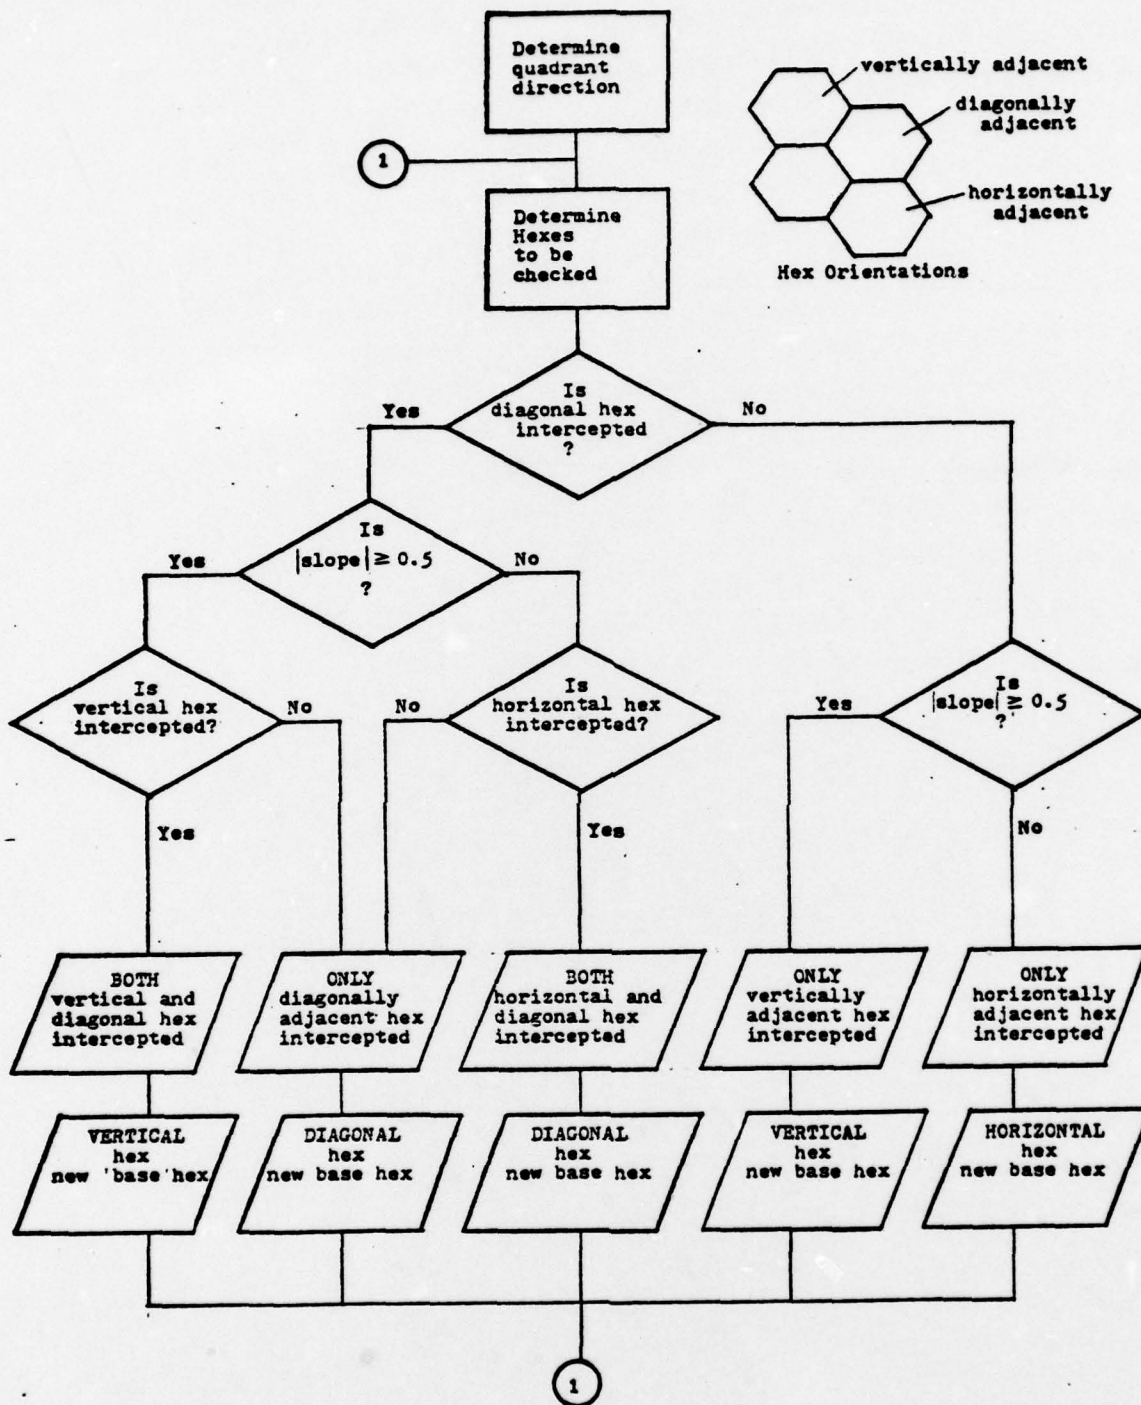 Determine
quadrant
direction
vertically adjacent
diagonally
adjacent
horizontally
adjacent
Hex Orientations
1
Determine
Hexes
to be
checked
Is
diagonal hex
intercepted
?
Yes
No
Is
|slope| ≥ 0.5
?
Yes
No
Is
vertical hex
intercepted?
No
Yes
Is
horizontal hex
intercepted?
No
Yes
Is
|slope| ≥ 0.5
?
Yes
No
BOTH
vertical and
diagonal hex
intercepted
ONLY
diagonally
adjacent hex
intercepted
BOTH
horizontal and
diagonal hex
intercepted
ONLY
vertically
adjacent hex
intercepted
ONLY
horizontally
adjacent hex
intercepted
VERTICAL
hex
new 'base'hex
DIAGONAL
hex
new base hex
DIAGONAL
hex
new base hex
VERTICAL
hex
new base hex
HORIZONTAL
hex
new base hex
1